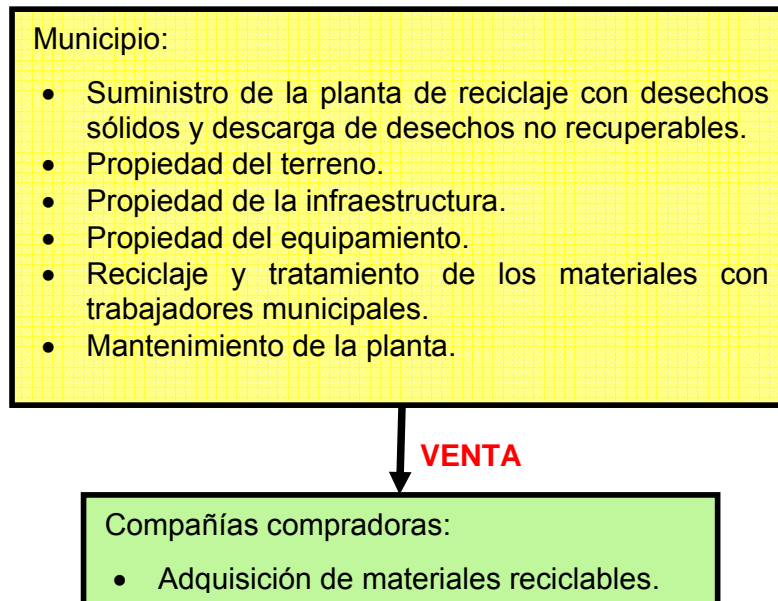 Municipio:
• Suministro de la planta de reciclaje con desechos
sólidos y descarga de desechos no recuperables.
• Propiedad del terreno.
• Propiedad de la infraestructura.
• Propiedad del equipamiento.
• Reciclaje y tratamiento de los materiales con
trabajadores municipales.
• Mantenimiento de la planta.
VENTA
Compañías compradoras:
• Adquisición de materiales reciclables.